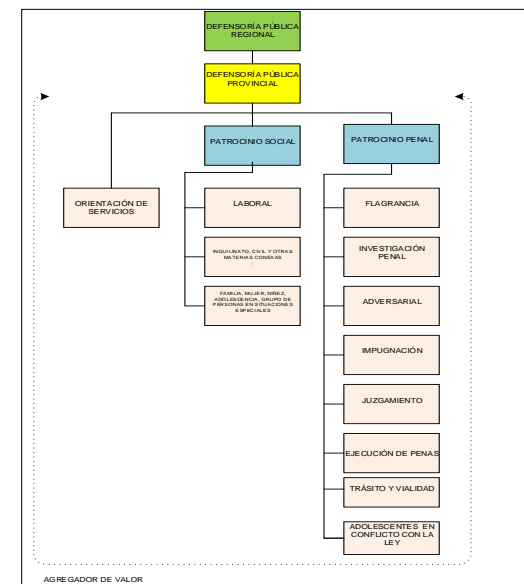 DEFENSORÍA PÚBLICA
REGIONAL
DEFENSORÍA PÚBLICA
PROVINCIAL
PATROCINIO SOCIAL
PATROCINIO PENAL
ORIENTACIÓN DE
SERVICIOS
LABORAL
INQUILINATO, CIVIL Y OTRAS
MATERIAS CONEXAS
.
FAMILIA, MUJER, NIÑEZ,
ADOLESCENCIA, GRUPO DE
PERSONAS EN SITUACIONES
ESPECIALES
FLAGRANCIA
INVESTIGACIÓN
PENAL
ADVERSARIAL
IMPUGNACIÓN
JUZGAMIENTO
EJECUCIÓN DE PENAS
TRÁSITO Y VIALIDAD
ADOLESCENTES EN
CONFLICTO CON LA
LEY
AGREGADOR DE VALOR